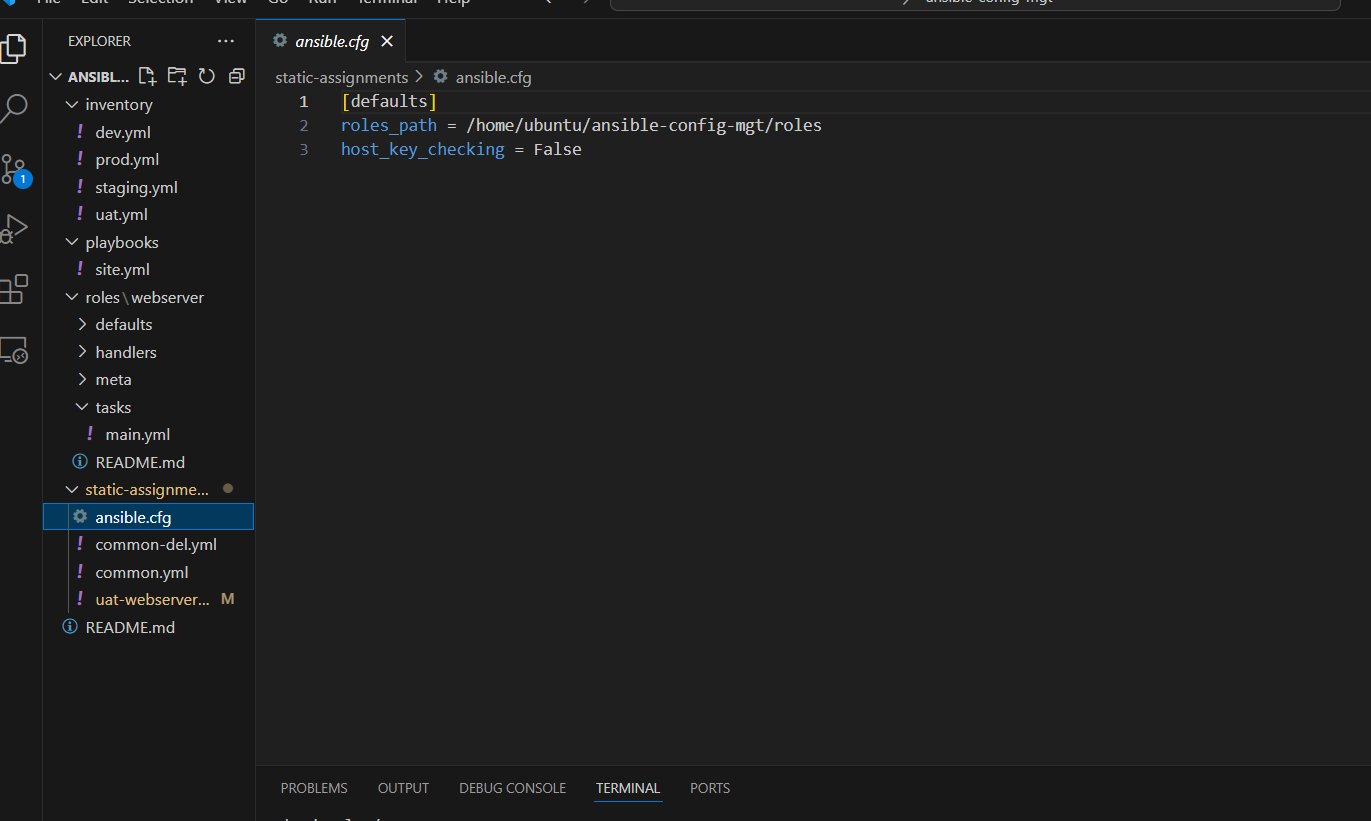 File Edit Selection View Go Run Terminal Help
ansible-config-mgt
EXPLORER ...
ANSIBL...
inventory
! dev.yml
! prod.yml
! staging.yml
! uat.yml
playbooks
! site.yml
roles\webserver
defaults
handlers
meta
tasks
! main.yml
README.md
static-assignme...
ansible.cfg
! common-del.yml
! common.yml
! uat-webserver... M
README.md
1
ansible.cfg
static-assignments > ansible.cfg
1 [defaults]
2 roles_path = /home/ubuntu/ansible-config-mgt/roles
3 host_key_checking = False
PROBLEMS OUTPUT DEBUG CONSOLE TERMINAL PORTS